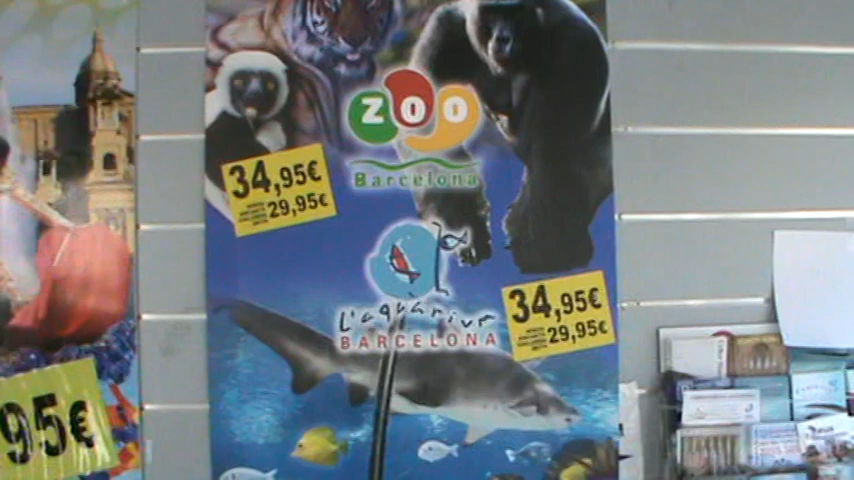 ZOO
Barcelona
34,95€
29,95€
L'aquàrium
BARCELONA
34,95€
29,95€
95€